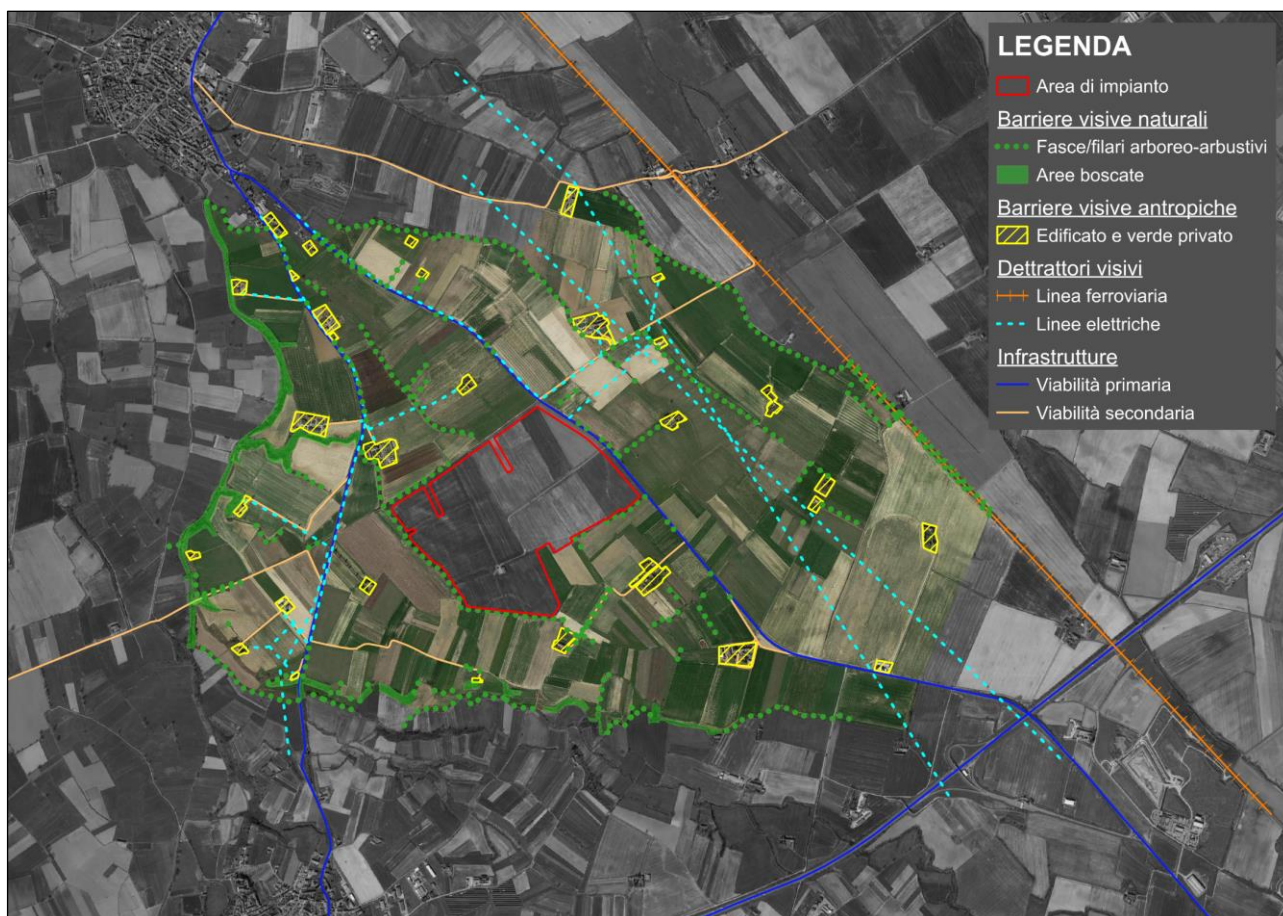 LEGENDA
Area di impianto
Barriere visive naturali
Fasce/filari arboreo-arbustivi
Aree boscate
Barriere visive antropiche
Edificato e verde privato
Dettrattori visivi
Linea ferroviaria
Linee elettriche
Infrastrutture
Viabilità primaria
Viabilità secondaria